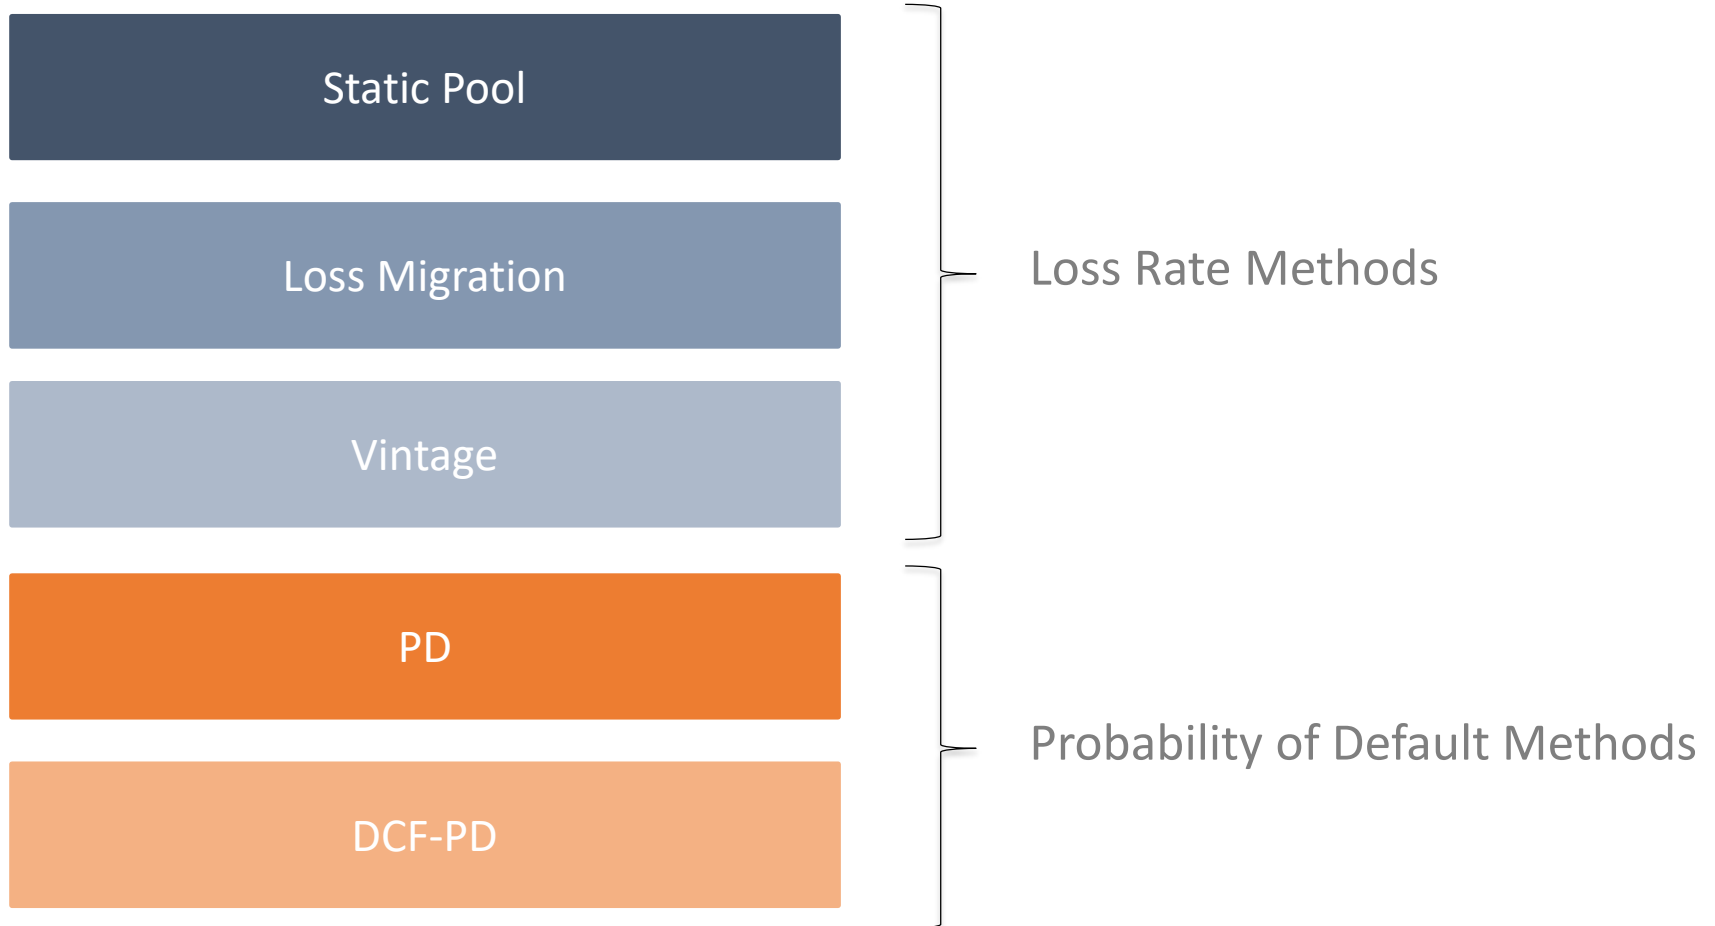 Static Pool
Loss Migration
Vintage
Loss Rate Methods
PD
DCF-PD
Probability of Default Methods